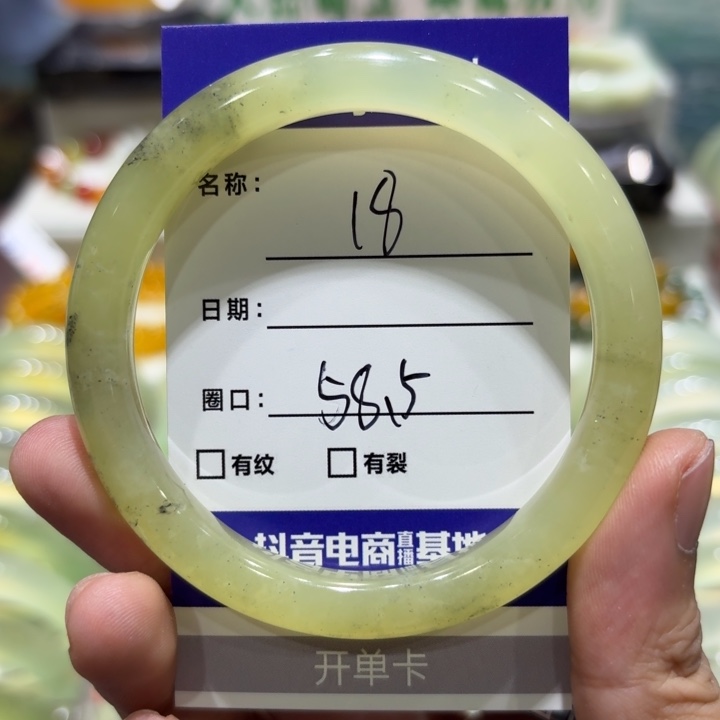 名称： 18
日期：
圈口： 58.5
有纹 有裂
抖音电商直播基地
开单卡